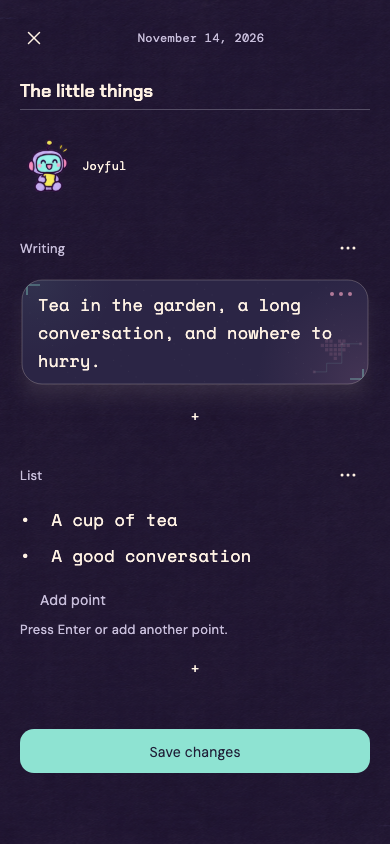 November 14, 2026
The little things
Joyful
Writing
Tea in the garden, a long
conversation, and nowhere to
hurry.
+
List
• A cup of tea
• A good conversation
Add point
Press Enter or add another point.
+
Save changes